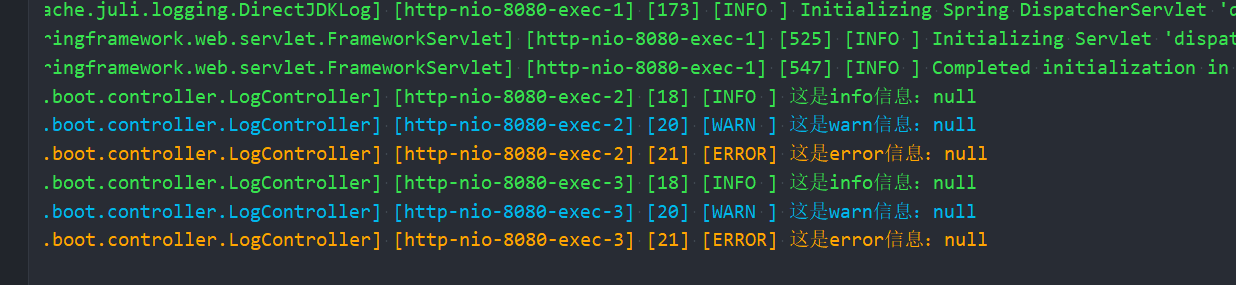 ache.juli.logging.DirectJDKLog] [http-nio-8080-exec-1] [173] [INFO ] Initializing Spring DispatcherServlet 'd
ringframework.web.servlet.FrameworkServlet] [http-nio-8080-exec-1] [525] [INFO ] Initializing Servlet 'dispat
ringframework.web.servlet.FrameworkServlet] [http-nio-8080-exec-1] [547] [INFO ] Completed initialization in
.boot.controller.LogController] [http-nio-8080-exec-2] [18] [INFO ] 这是info信息：null
.boot.controller.LogController] [http-nio-8080-exec-2] [20] [WARN ] 这是warn信息：null
.boot.controller.LogController] [http-nio-8080-exec-2] [21] [ERROR] 这是error信息：null
.boot.controller.LogController] [http-nio-8080-exec-3] [18] [INFO ] 这是info信息：null
.boot.controller.LogController] [http-nio-8080-exec-3] [20] [WARN ] 这是warn信息：null
.boot.controller.LogController] [http-nio-8080-exec-3] [21] [ERROR] 这是error信息：null